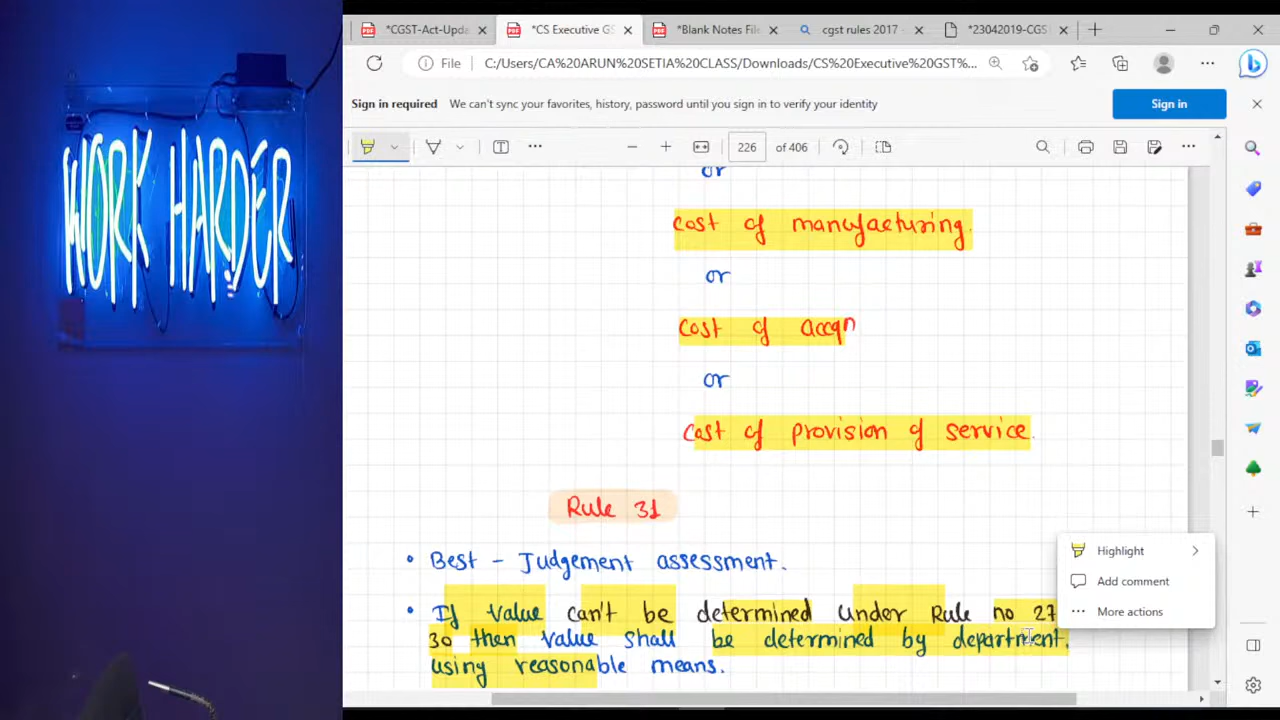 *CGST-Act-Upda
*CS Executive GS
*Blank Notes File
cgst rules 2017 -
*23042019-CGS
File
C:/Users/CA%20ARUN%20SETIA%20CLASS/Downloads/CS%20Executive%20GST%...
Sign in required
We can't sync your favorites, history, password until you sign in to verify your identity
Sign in
226 of 406
WORK HARDER
or
cost of manufacturing.
or
cost of accqn
or
cost of provision of service.
Rule 31
• Best - Judgement assessment.
• If value can't be determined under Rule no 27
30 then value shall be determined by department.
using reasonable means.
Highlight
Add comment
More actions